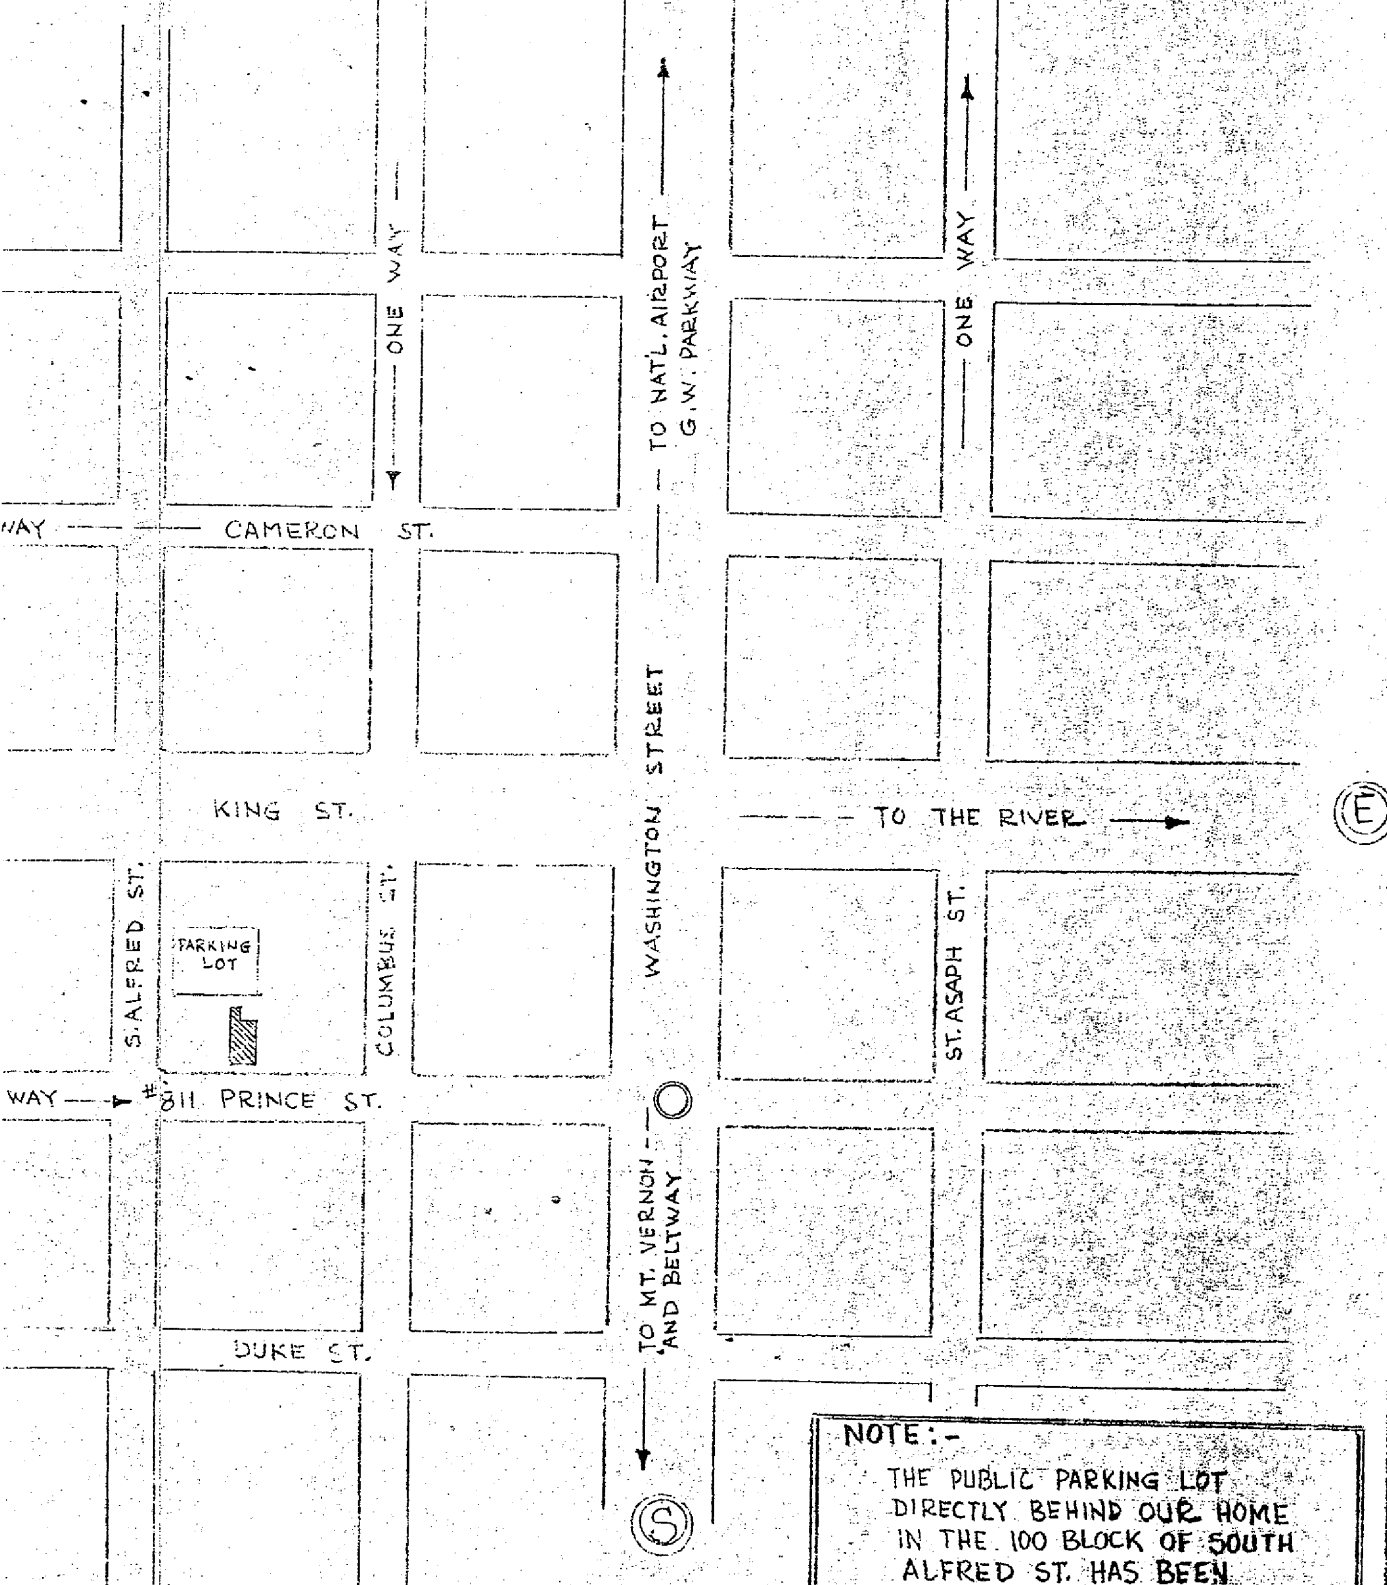 ONE WAY
TO NAT'L. AIRPORT
G.W. PARKWAY
ONE WAY
WAY
CAMERON ST.
WASHINGTON STREET
KING ST.
TO THE RIVER
E
S. ALFRED ST.
PARKING
LOT
COLUMBUS ST.
ST. ASAPH ST.
WAY
#811 PRINCE ST.
TO MT. VERNON
AND BELTWAY
DUKE ST.
S
NOTE:-
THE PUBLIC PARKING LOT
DIRECTLY BEHIND OUR HOME
IN THE 100 BLOCK OF SOUTH
ALFRED ST. HAS BEEN